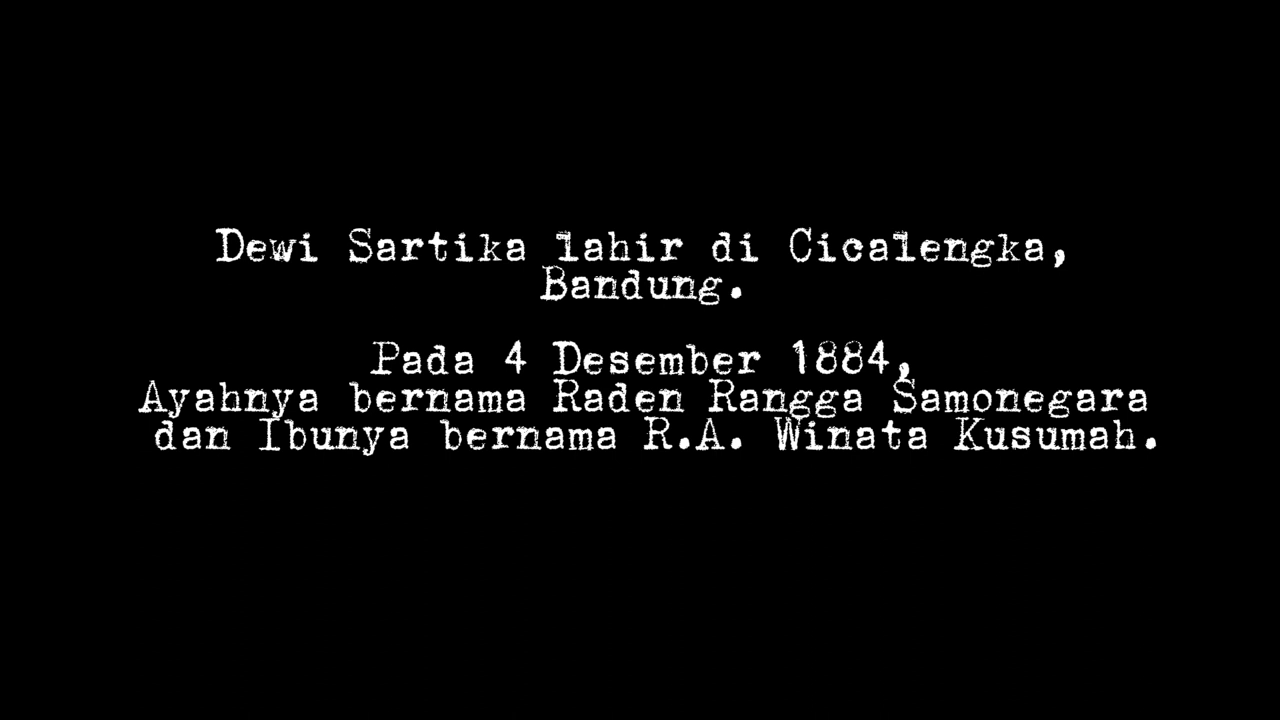 Dewi Sartika lahir di Cicalengka,
Bandung.
Pada 4 Desember 1884,
Ayahnya bernama Raden Rangga Samonegara
dan Ibunya bernama R.A. Winata Kusumah.